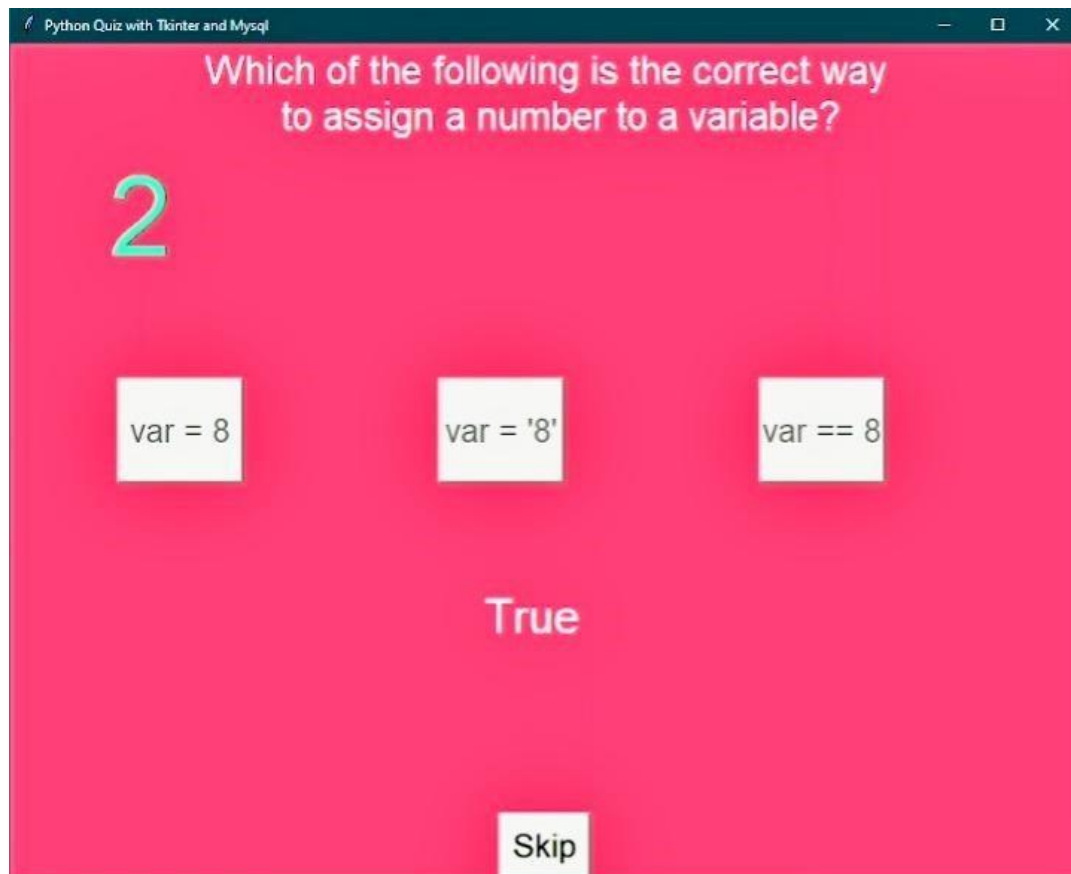 Python Quiz with Tkinter and Mysql
Which of the following is the correct way
to assign a number to a variable?
2
var = 8
var = '8'
var == 8
True
Skip